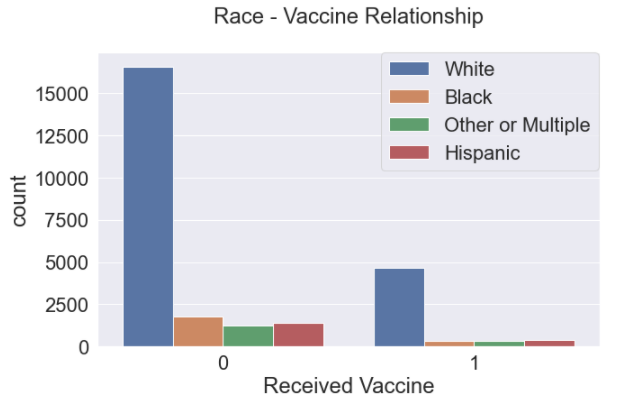 Race - Vaccine Relationship
White
Black
Other or Multiple
Hispanic
15000
12500
10000
7500
5000
2500
0
count
0 1
Received Vaccine